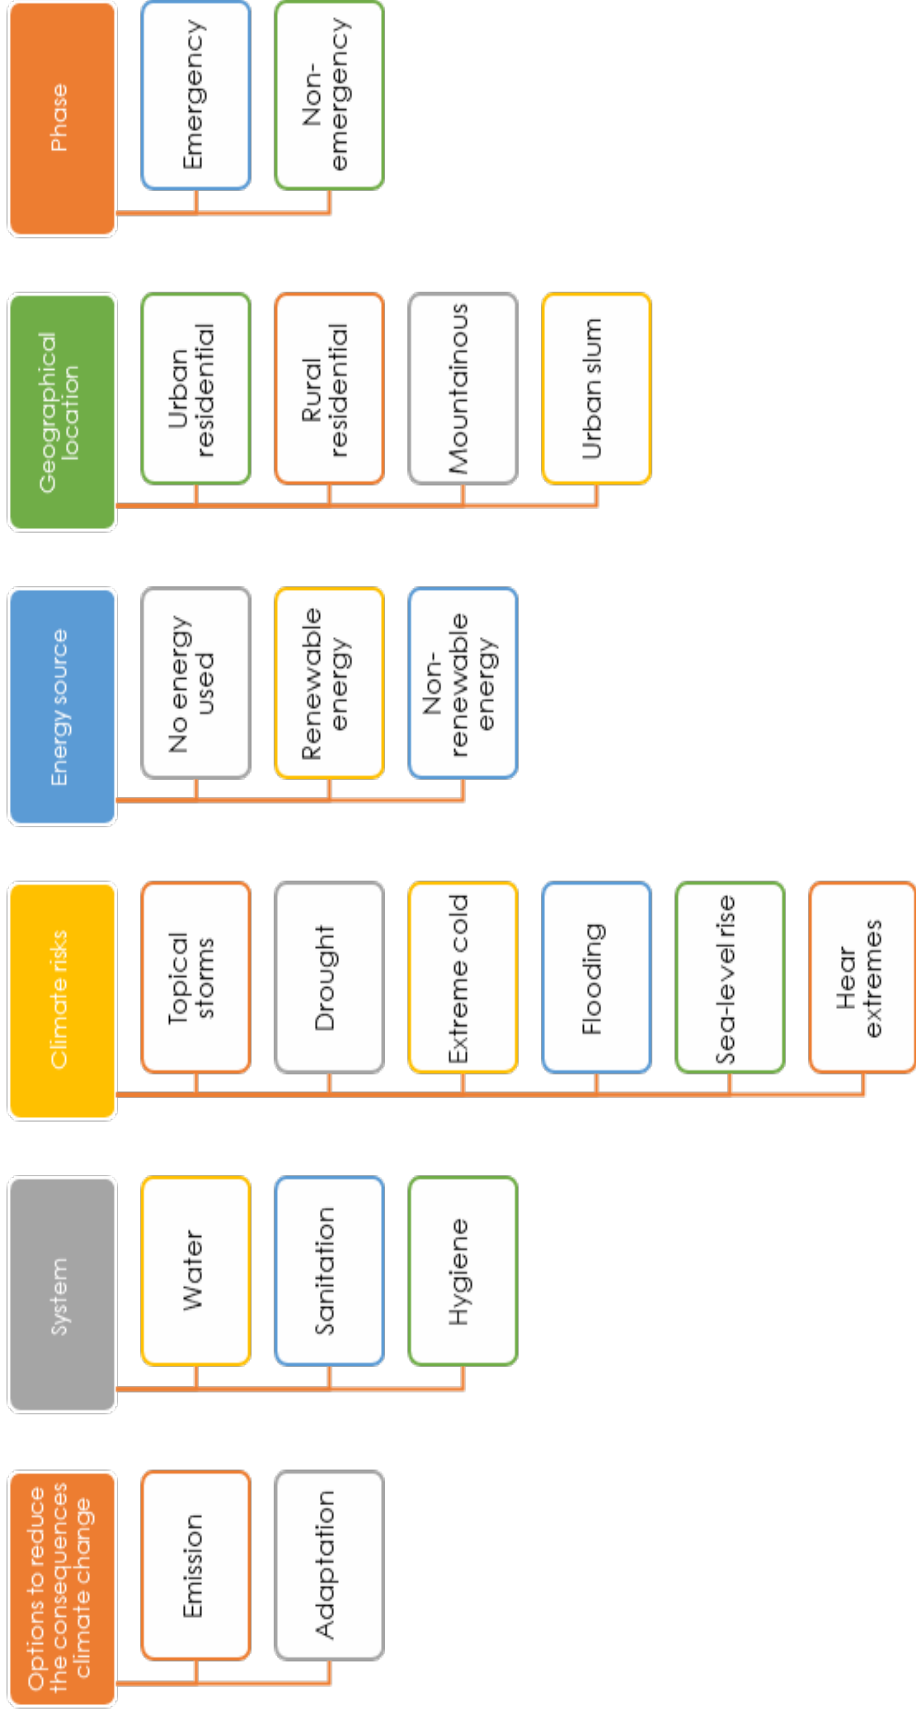 Options to reduce
the consequences
climate change
Emission
Adaptation
System
Water
Sanitation
Hygiene
Climate risks
Topical
storms
Drought
Extreme cold
Flooding
Sea-level rise
Hear
extremes
Energy source
No energy
used
Renewable
energy
Non-
renewable
energy
Geographical
location
Urban
residential
Rural
residential
Mountainous
Urban slum
Phase
Emergency
Non-
emergency